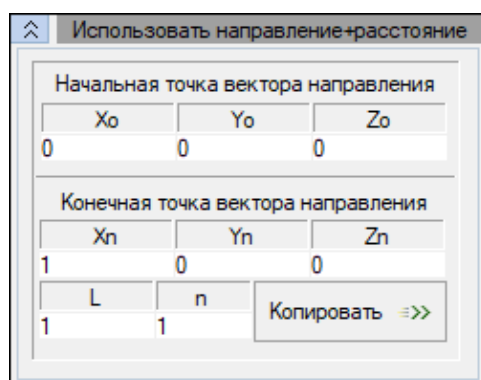 Использовать направление+расстояние
Начальная точка вектора направления
Xo Yo Zo
0 0 0
Конечная точка вектора направления
Xn Yn Zn
1 0 0
L n
1 1
Копировать